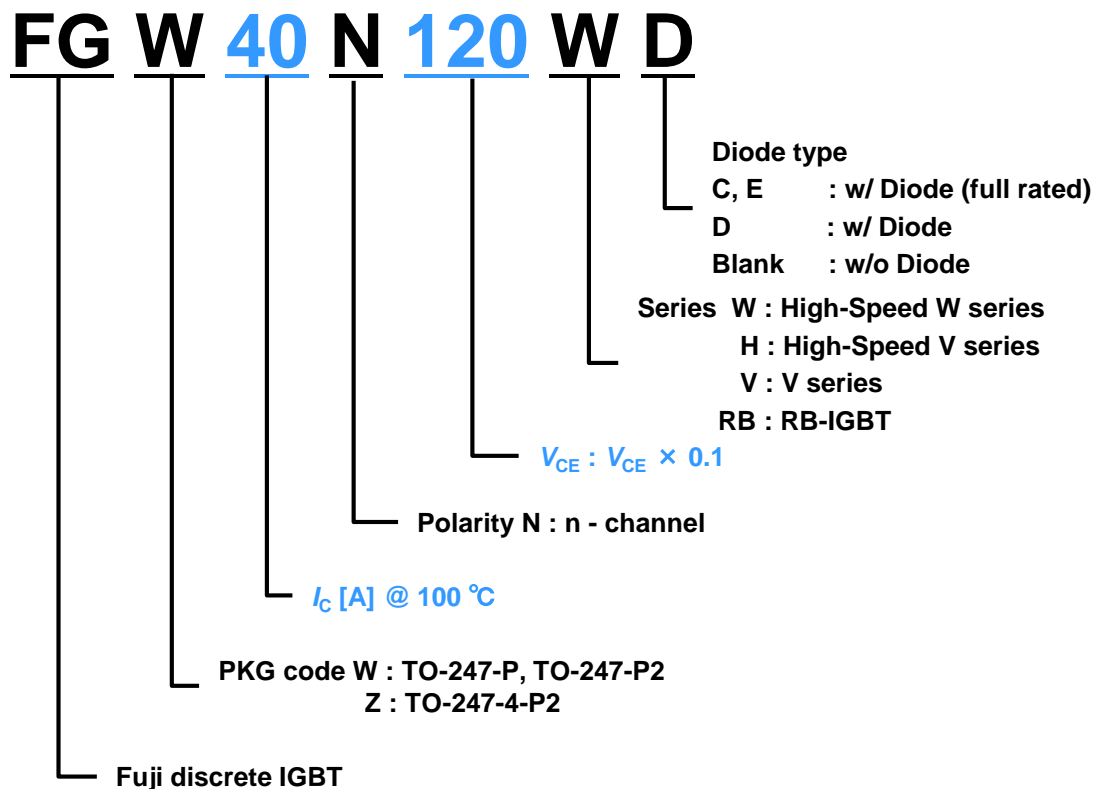 FG W 40 N 120 W D
Diode type
C, E : w/ Diode (full rated)
D : w/ Diode
Blank : w/o Diode
Series W : High-Speed W series
H : High-Speed V series
V : V series
RB : RB-IGBT
VCE : VCE × 0.1
Polarity N : n - channel
IC [A] @ 100 ℃
PKG code W : TO-247-P, TO-247-P2
Z : TO-247-4-P2
Fuji discrete IGBT